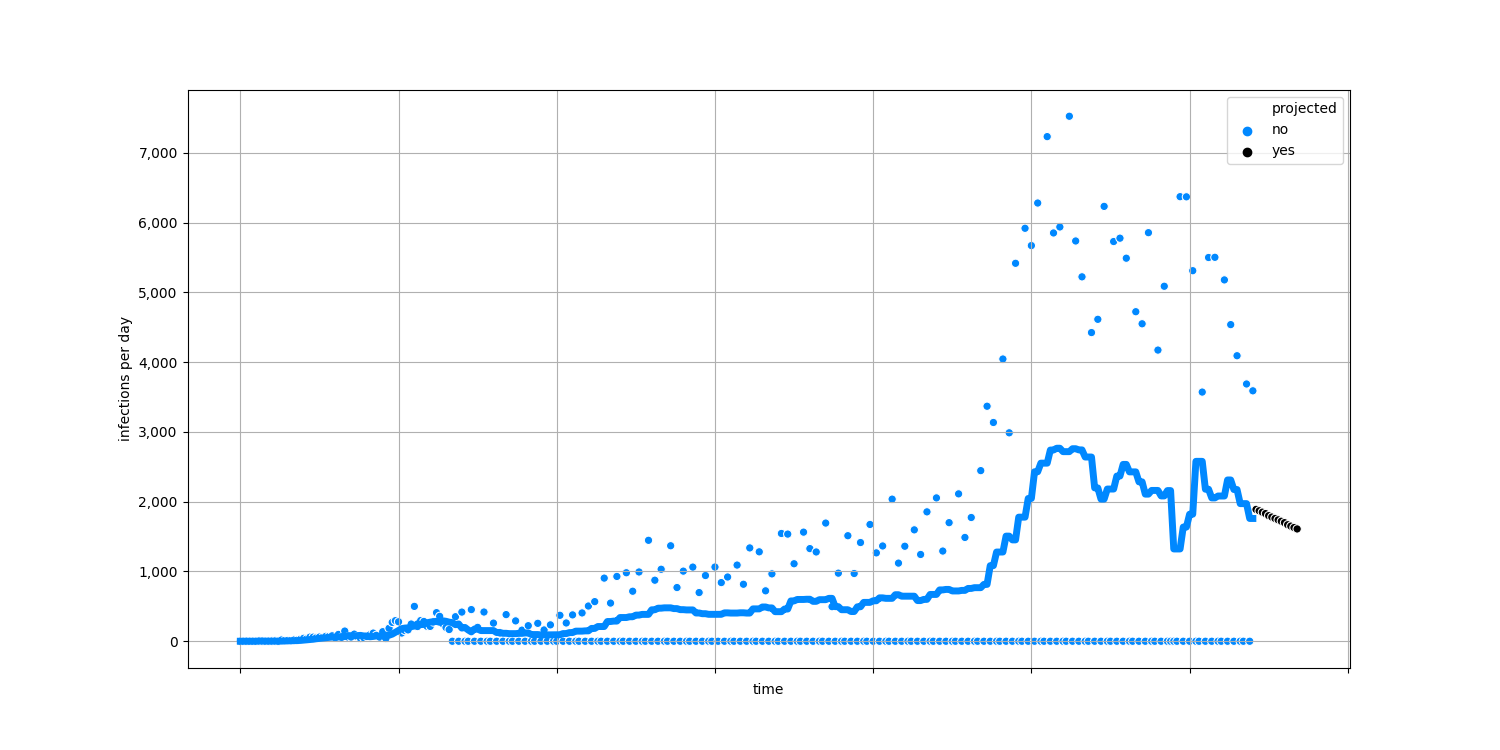 projected
no
yes
7,000
6,000
5,000
4,000
3,000
2,000
1,000
0
infections per day
time